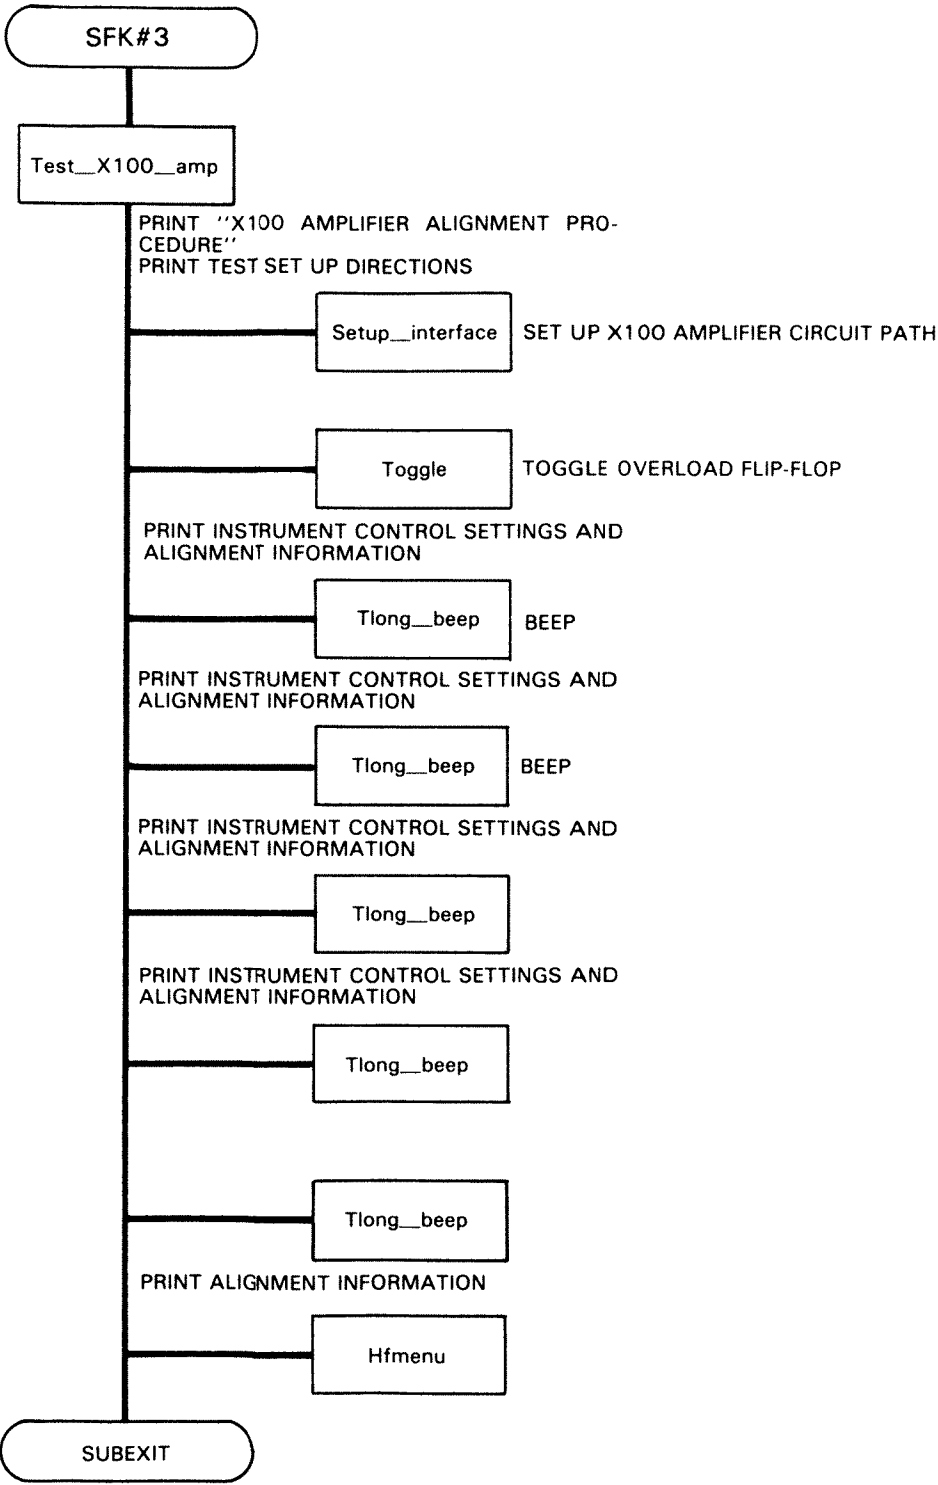 SFK#3
Test__X100__amp
PRINT ''X100 AMPLIFIER ALIGNMENT PRO-
CEDURE''
PRINT TEST SET UP DIRECTIONS
Setup__interface
SET UP X100 AMPLIFIER CIRCUIT PATH
Toggle
TOGGLE OVERLOAD FLIP-FLOP
PRINT INSTRUMENT CONTROL SETTINGS AND
ALIGNMENT INFORMATION
Tlong__beep
BEEP
PRINT INSTRUMENT CONTROL SETTINGS AND
ALIGNMENT INFORMATION
Tlong__beep
BEEP
PRINT INSTRUMENT CONTROL SETTINGS AND
ALIGNMENT INFORMATION
Tlong__beep
PRINT INSTRUMENT CONTROL SETTINGS AND
ALIGNMENT INFORMATION
Tlong__beep
Tlong__beep
PRINT ALIGNMENT INFORMATION
Hfmenu
SUBEXIT